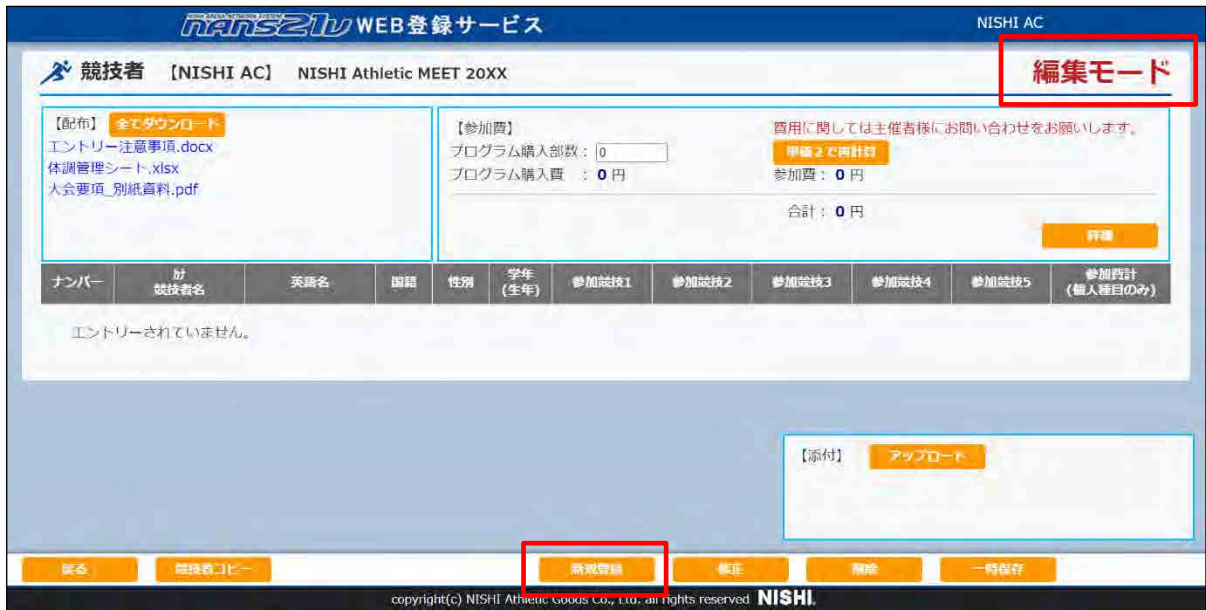 NISHI ARENA NETWORK SYSTEM
nans21V WEB登録サービス NISHI AC
競技者 【NISHI AC】 NISHI Athletic MEET 20XX 編集モード
【配布】 全てダウンロード
エントリー注意事項.docx
体調管理シート.xlsx
大会要項_別紙資料.pdf
【参加費】 費用に関しては主催者様にお問い合わせをお願いします。
プログラム購入部数: 0 単価2で再計算
プログラム購入費 : 0 円 参加費: 0 円
合計: 0 円
詳細
ナンバー ｶﾅ 競技者名 英語名 国籍 性別 学年 (生年) 参加競技1 参加競技2 参加競技3 参加競技4 参加競技5 参加費計 (個人種目のみ)
エントリーされていません。
【添付】 アップロード
戻る 競技者コピー 新規登録 修正 削除 一時保存
copyright(c) NISHI Athletic Goods Co., Ltd. all rights reserved NISHI.